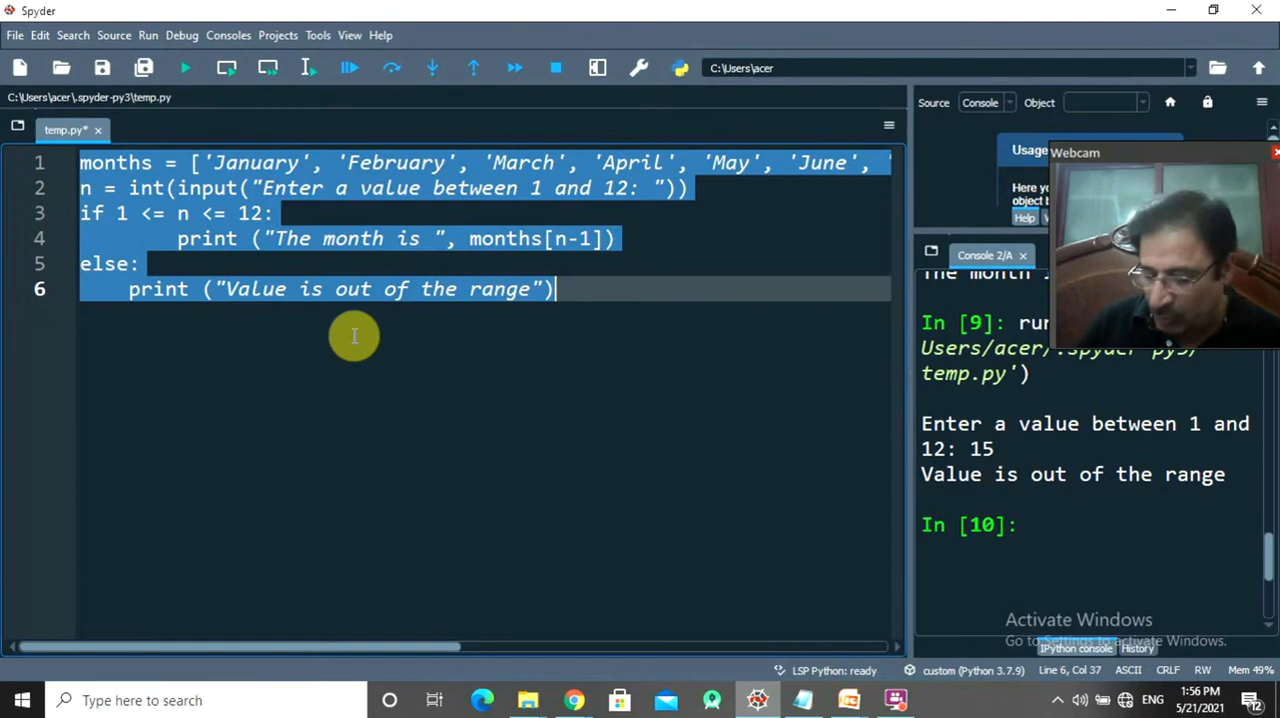 Spyder
File Edit Search Source Run Debug Consoles Projects Tools View Help
C:\Users\acer
C:\Users\acer\.spyder-py3\temp.py
Source Console Object
temp.py*
1 months = ['January', 'February', 'March', 'April', 'May', 'June', '
2 n = int(input("Enter a value between 1 and 12: "))
3 if 1 <= n <= 12:
4 print ("The month is ", months[n-1])
5 else:
6 print ("Value is out of the range")
Usage
Webcam
Here you
object b
Help
Console 2/A
The month
In [9]: run
Users/acer/.spyder-py3/
temp.py')
Enter a value between 1 and
12: 15
Value is out of the range
In [10]:
Activate Windows
Go to Settings to activate Windows.
IPython console History
LSP Python: ready custom (Python 3.7.9) Line 6, Col 37 ASCII CRLF RW Mem 49%
Type here to search
ENG
1:56 PM
5/21/2021
12